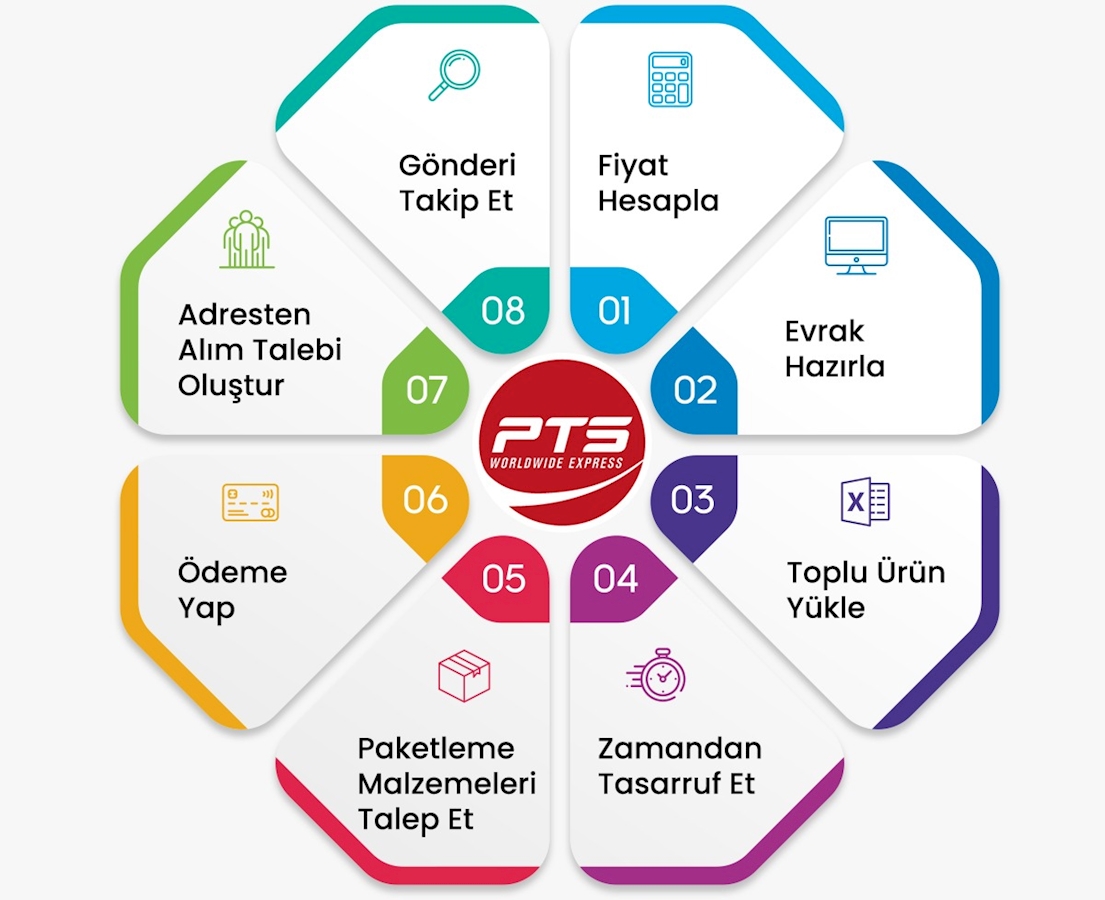 Fiyat
Hesapla
01
Evrak
Hazırla
02
Toplu Ürün
Yükle
03
Zamandan
Tasarruf Et
04
Paketleme
Malzemeleri
Talep Et
05
Ödeme
Yap
06
Adresten
Alım Talebi
Oluştur
07
Gönderi
Takip Et
08
PTS
WORLDWIDE EXPRESS
X